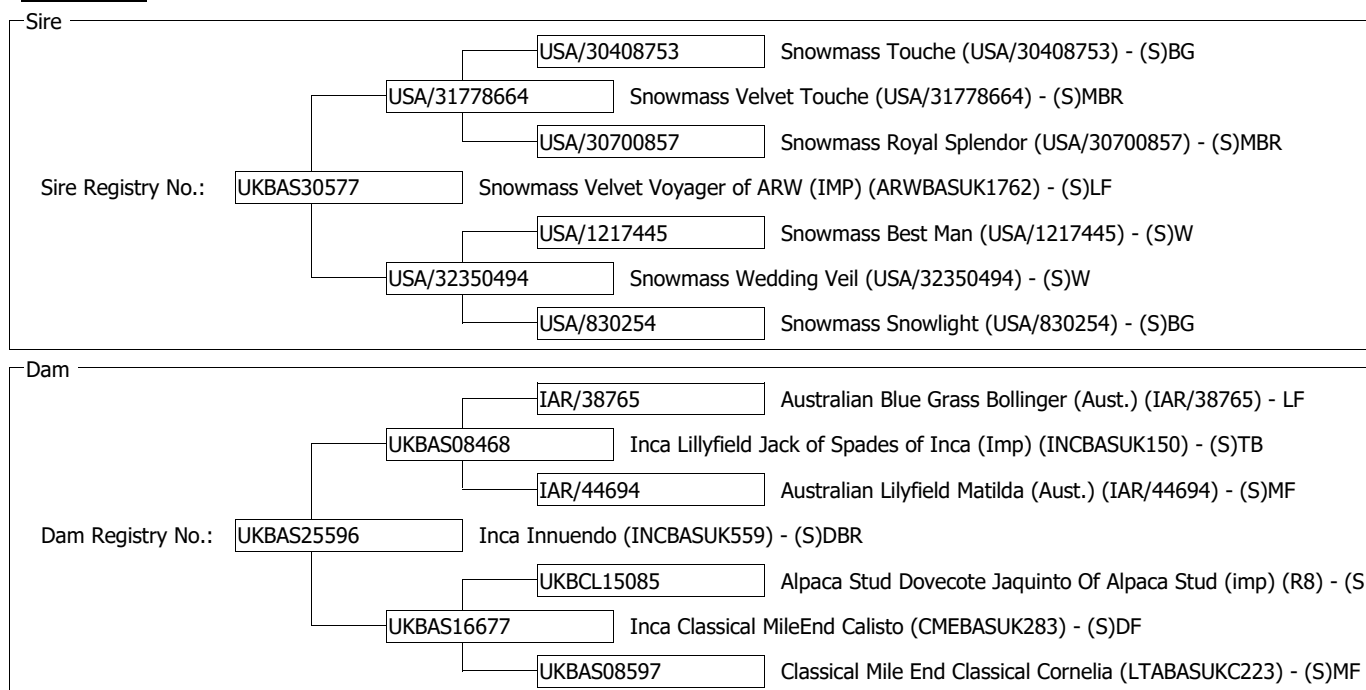 Sire
USA/30408753 Snowmass Touche (USA/30408753) - (S)BG
USA/31778664 Snowmass Velvet Touche (USA/31778664) - (S)MBR
USA/30700857 Snowmass Royal Splendor (USA/30700857) - (S)MBR
Sire Registry No.: UKBAS30577 Snowmass Velvet Voyager of ARW (IMP) (ARWBASUK1762) - (S)LF
USA/1217445 Snowmass Best Man (USA/1217445) - (S)W
USA/32350494 Snowmass Wedding Veil (USA/32350494) - (S)W
USA/830254 Snowmass Snowlight (USA/830254) - (S)BG
Dam
IAR/38765 Australian Blue Grass Bollinger (Aust.) (IAR/38765) - LF
UKBAS08468 Inca Lillyfield Jack of Spades of Inca (Imp) (INCBASUK150) - (S)TB
IAR/44694 Australian Lilyfield Matilda (Aust.) (IAR/44694) - (S)MF
Dam Registry No.: UKBAS25596 Inca Innuendo (INCBASUK559) - (S)DBR
UKBCL15085 Alpaca Stud Dovecote Jaquinto Of Alpaca Stud (imp) (R8) - (S
UKBAS16677 Inca Classical MileEnd Calisto (CMEBASUK283) - (S)DF
UKBAS08597 Classical Mile End Classical Cornelia (LTABASUKC223) - (S)MF